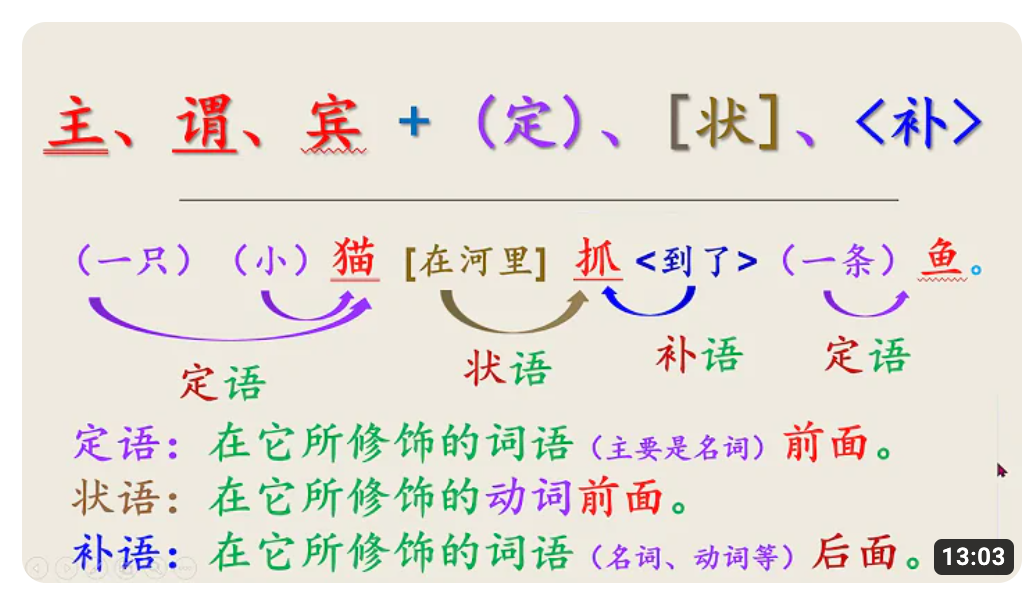 主、谓、宾 + （定）、[状]、<补>
（一只）（小）猫 [在河里] 抓 <到了>（一条）鱼。
定语 状语 补语 定语
定语：在它所修饰的词语（主要是名词）前面。
状语：在它所修饰的动词前面。
补语：在它所修饰的词语（名词、动词等）后面。
13:03